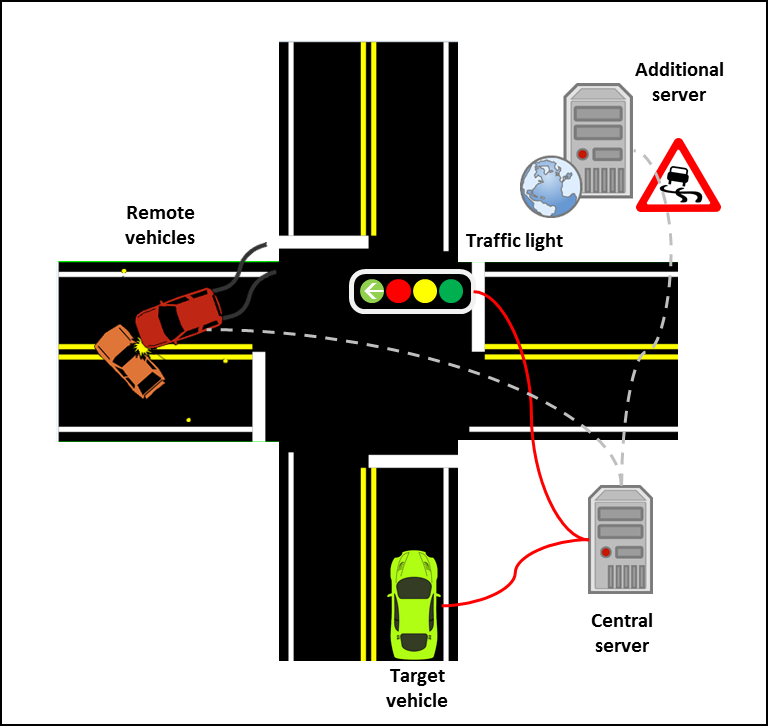 Additional
server
Remote
vehicles
Traffic light
Central
server
Target
vehicle